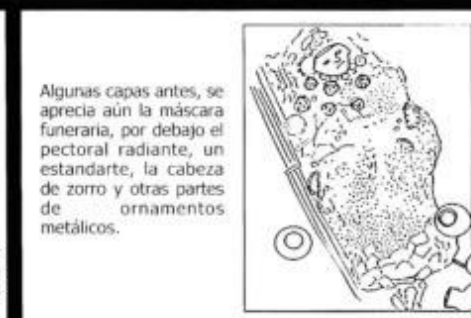 Algunas capas antes, se
aprecia aún la máscara
funeraria, por debajo el
pectoral radiante, un
estandarte, la cabeza
de zorro y otras partes
de ornamentos
metálicos.